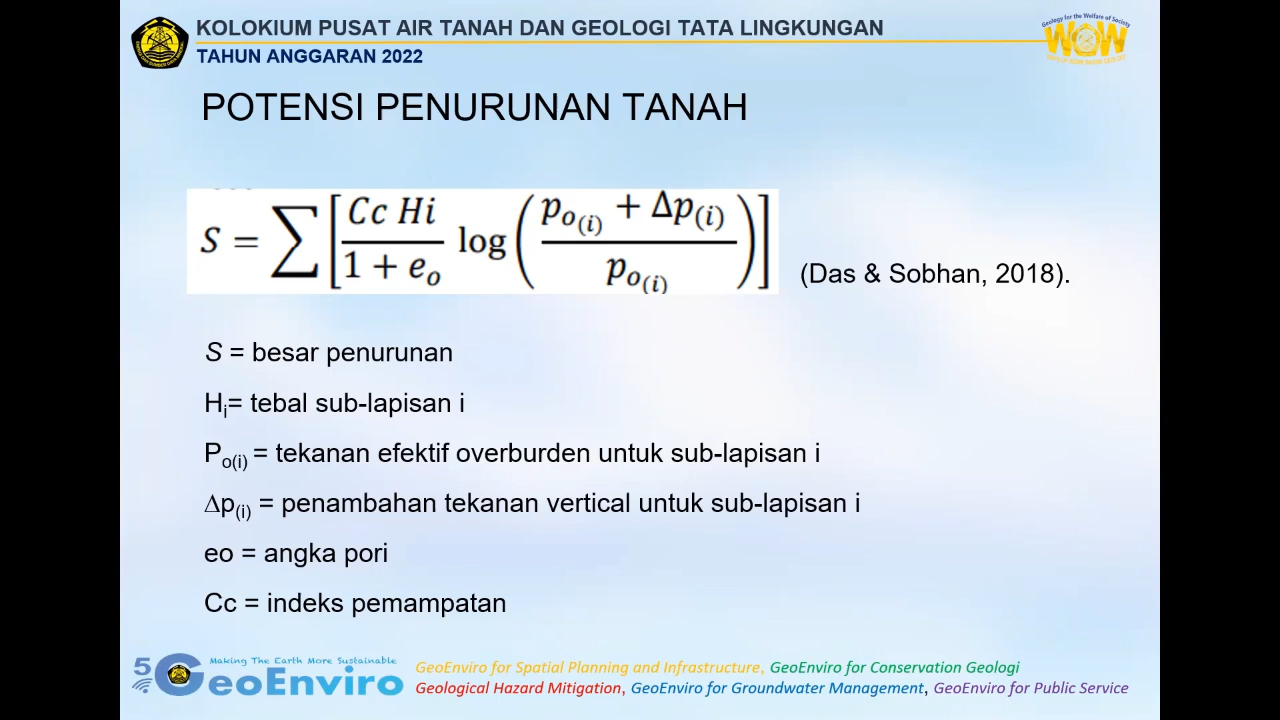 KOLOKIUM PUSAT AIR TANAH DAN GEOLOGI TATA LINGKUNGAN
TAHUN ANGGARAN 2022
Geology for the Welfare of Society
WOW
POTENSI PENURUNAN TANAH
S = ∑ [ Cc Hi / (1 + e₀) log ( (p₀₍ᵢ₎ + Δp₍ᵢ₎) / p₀₍ᵢ₎ ) ]
(Das & Sobhan, 2018).
S = besar penurunan
Hᵢ= tebal sub-lapisan i
Pₒ₍ᵢ₎ = tekanan efektif overburden untuk sub-lapisan i
Δp₍ᵢ₎ = penambahan tekanan vertical untuk sub-lapisan i
eo = angka pori
Cc = indeks pemampatan
5 Making The Earth More Sustainable
GeoEnviro
GeoEnviro for Spatial Planning and Infrastructure, GeoEnviro for Conservation Geologi
Geological Hazard Mitigation, GeoEnviro for Groundwater Management, GeoEnviro for Public Service